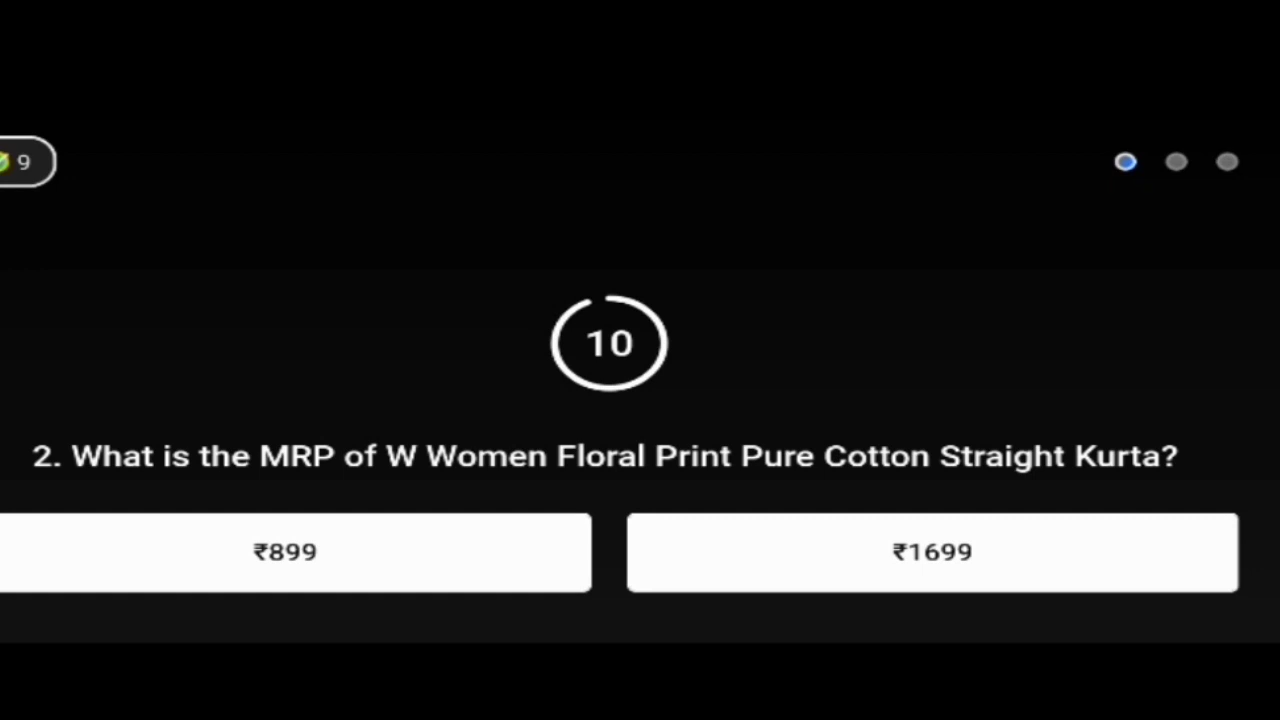 9
10
2. What is the MRP of W Women Floral Print Pure Cotton Straight Kurta?
₹899
₹1699